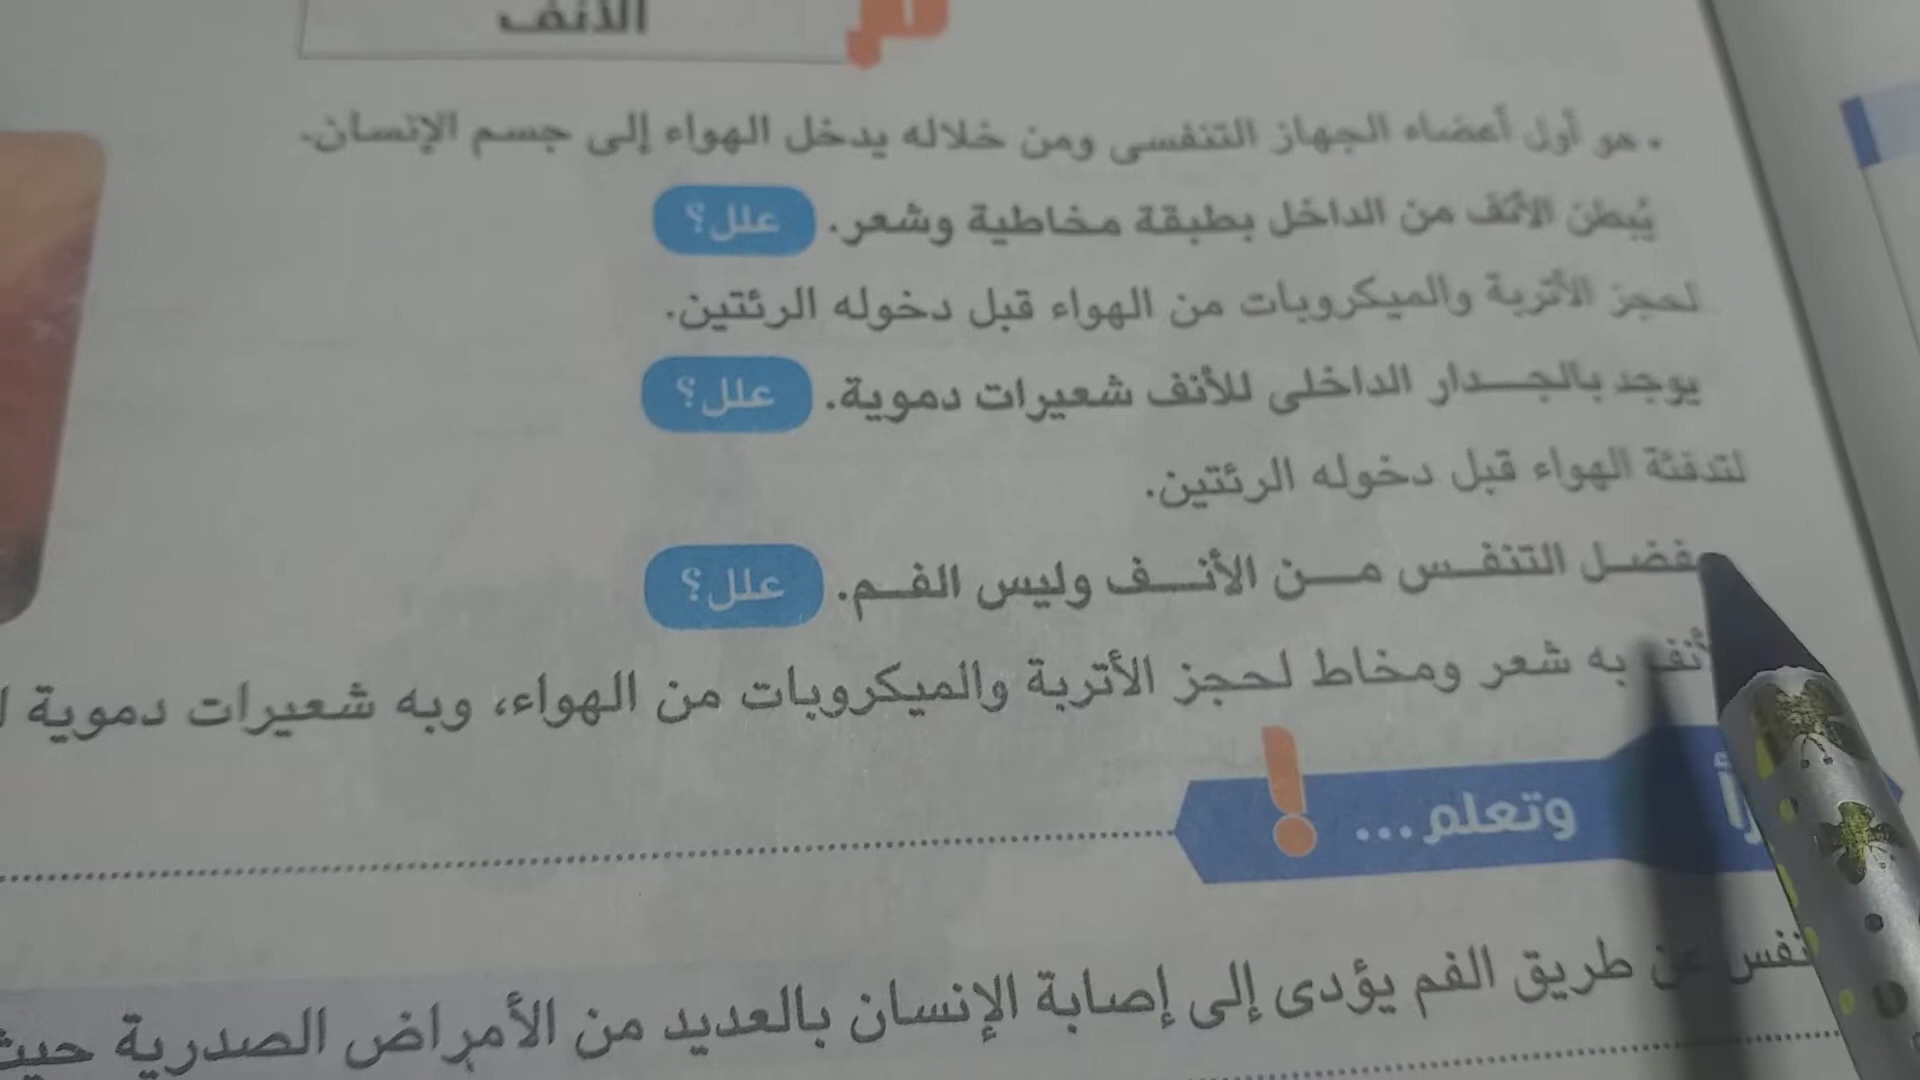 الأنف
• هو أول أعضاء الجهاز التنفسى ومن خلاله يدخل الهواء إلى جسم الإنسان.
يُبطن الأنف من الداخل بطبقة مخاطية وشعر. علل؟
لحجز الأتربة والميكروبات من الهواء قبل دخوله الرئتين.
يوجد بالجدار الداخلى للأنف شعيرات دموية. علل؟
لتدفئة الهواء قبل دخوله الرئتين.
يفضل التنفس من الأنف وليس الفم. علل؟
به شعر ومخاط لحجز الأتربة والميكروبات من الهواء، وبه شعيرات دموية
وتعلم... !
عن طريق الفم يؤدى إلى إصابة الإنسان بالعديد من الأمراض الصدرية حيث